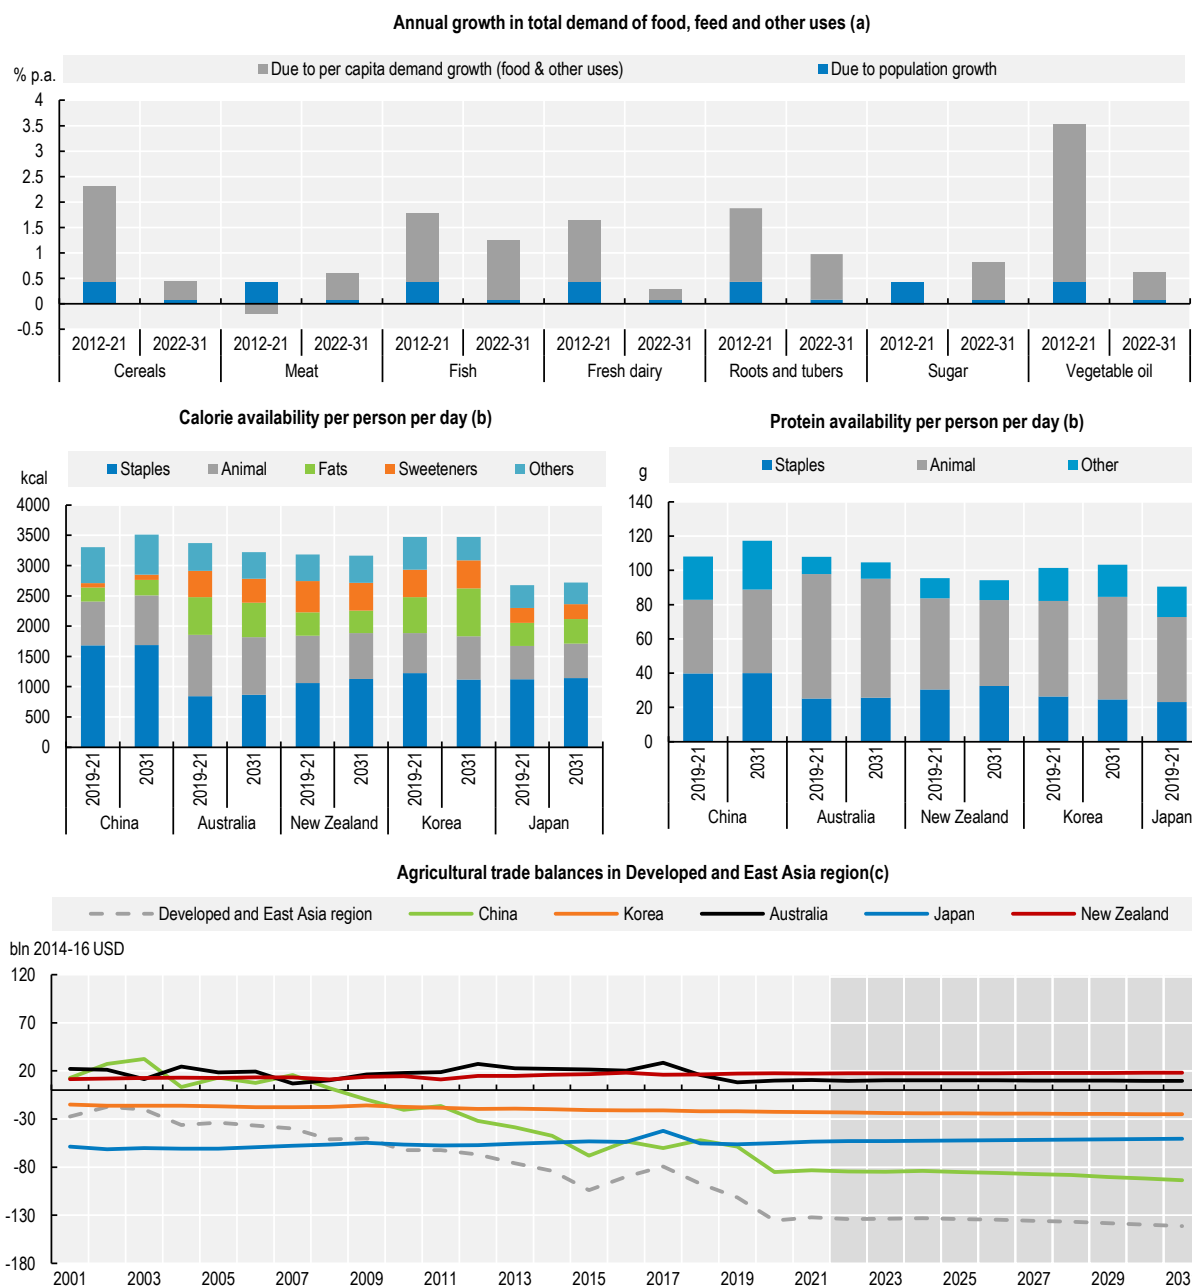 Annual growth in total demand of food, feed and other uses (a)
Due to per capita demand growth (food & other uses) Due to population growth
% p.a.
4
3.5
3
2.5
2
1.5
1
0.5
0
-0.5
2012-21 2022-31 2012-21 2022-31 2012-21 2022-31 2012-21 2022-31 2012-21 2022-31 2012-21 2022-31 2012-21 2022-31
Cereals Meat Fish Fresh dairy Roots and tubers Sugar Vegetable oil
Calorie availability per person per day (b)
Staples Animal Fats Sweeteners Others
kcal
4000
3500
3000
2500
2000
1500
1000
500
0
2019-21 2031 2019-21 2031 2019-21 2031 2019-21 2031 2019-21 2031
China Australia New Zealand Korea Japan
Protein availability per person per day (b)
Staples Animal Other
g
140
120
100
80
60
40
20
0
2019-21 2031 2019-21 2031 2019-21 2031 2019-21 2031 2019-21
China Australia New Zealand Korea Japan
Agricultural trade balances in Developed and East Asia region(c)
Developed and East Asia region China Korea Australia Japan New Zealand
bln 2014-16 USD
120
70
20
-30
-80
-130
-180
2001 2003 2005 2007 2009 2011 2013 2015 2017 2019 2021 2023 2025 2027 2029 203